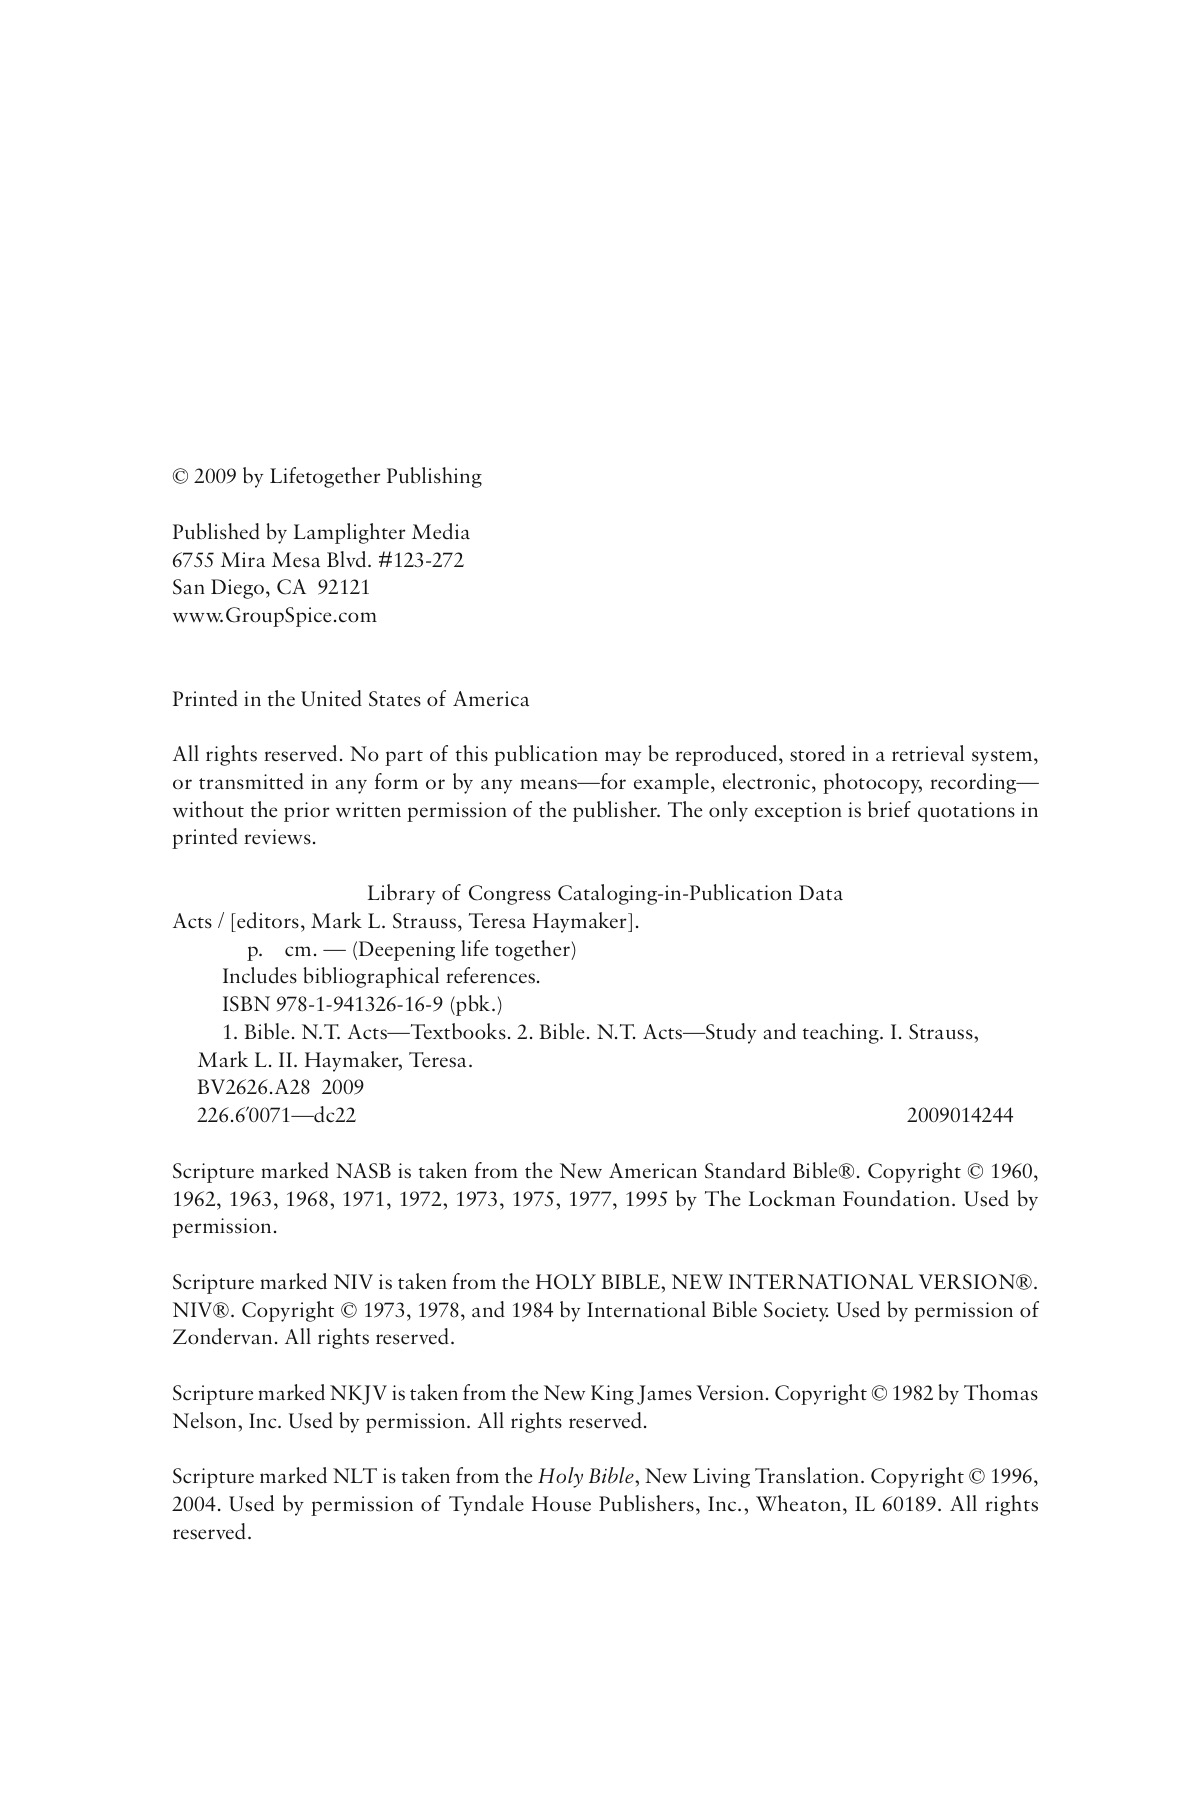 © 2009 by Lifetogether Publishing
Published by Lamplighter Media
6755 Mira Mesa Blvd. #123-272
San Diego, CA  92121
www.GroupSpice.com
Printed in the United States of America
All rights reserved. No part of this publication may be reproduced, stored in a retrieval system,
or transmitted in any form or by any means—for example, electronic, photocopy, recording—
without the prior written permission of the publisher. The only exception is brief quotations in
printed reviews.
Library of Congress Cataloging-in-Publication Data
Acts / [editors, Mark L. Strauss, Teresa Haymaker].
p.    cm. — (Deepening life together)
Includes bibliographical references.
ISBN 978-1-941326-16-9 (pbk.)
1. Bible. N.T. Acts—Textbooks. 2. Bible. N.T. Acts—Study and teaching. I. Strauss,
Mark L. II. Haymaker, Teresa.
BV2626.A28  2009
226.6′0071—dc22 2009014244
Scripture marked NASB is taken from the New American Standard Bible®. Copyright © 1960,
1962, 1963, 1968, 1971, 1972, 1973, 1975, 1977, 1995 by The Lockman Foundation. Used by
permission.
Scripture marked NIV is taken from the HOLY BIBLE, NEW INTERNATIONAL VERSION®.
NIV®. Copyright © 1973, 1978, and 1984 by International Bible Society. Used by permission of
Zondervan. All rights reserved.
Scripture marked NKJV is taken from the New King James Version. Copyright © 1982 by Thomas
Nelson, Inc. Used by permission. All rights reserved.
Scripture marked NLT is taken from the Holy Bible, New Living Translation. Copyright © 1996,
2004. Used by permission of Tyndale House Publishers, Inc., Wheaton, IL 60189. All rights
reserved.